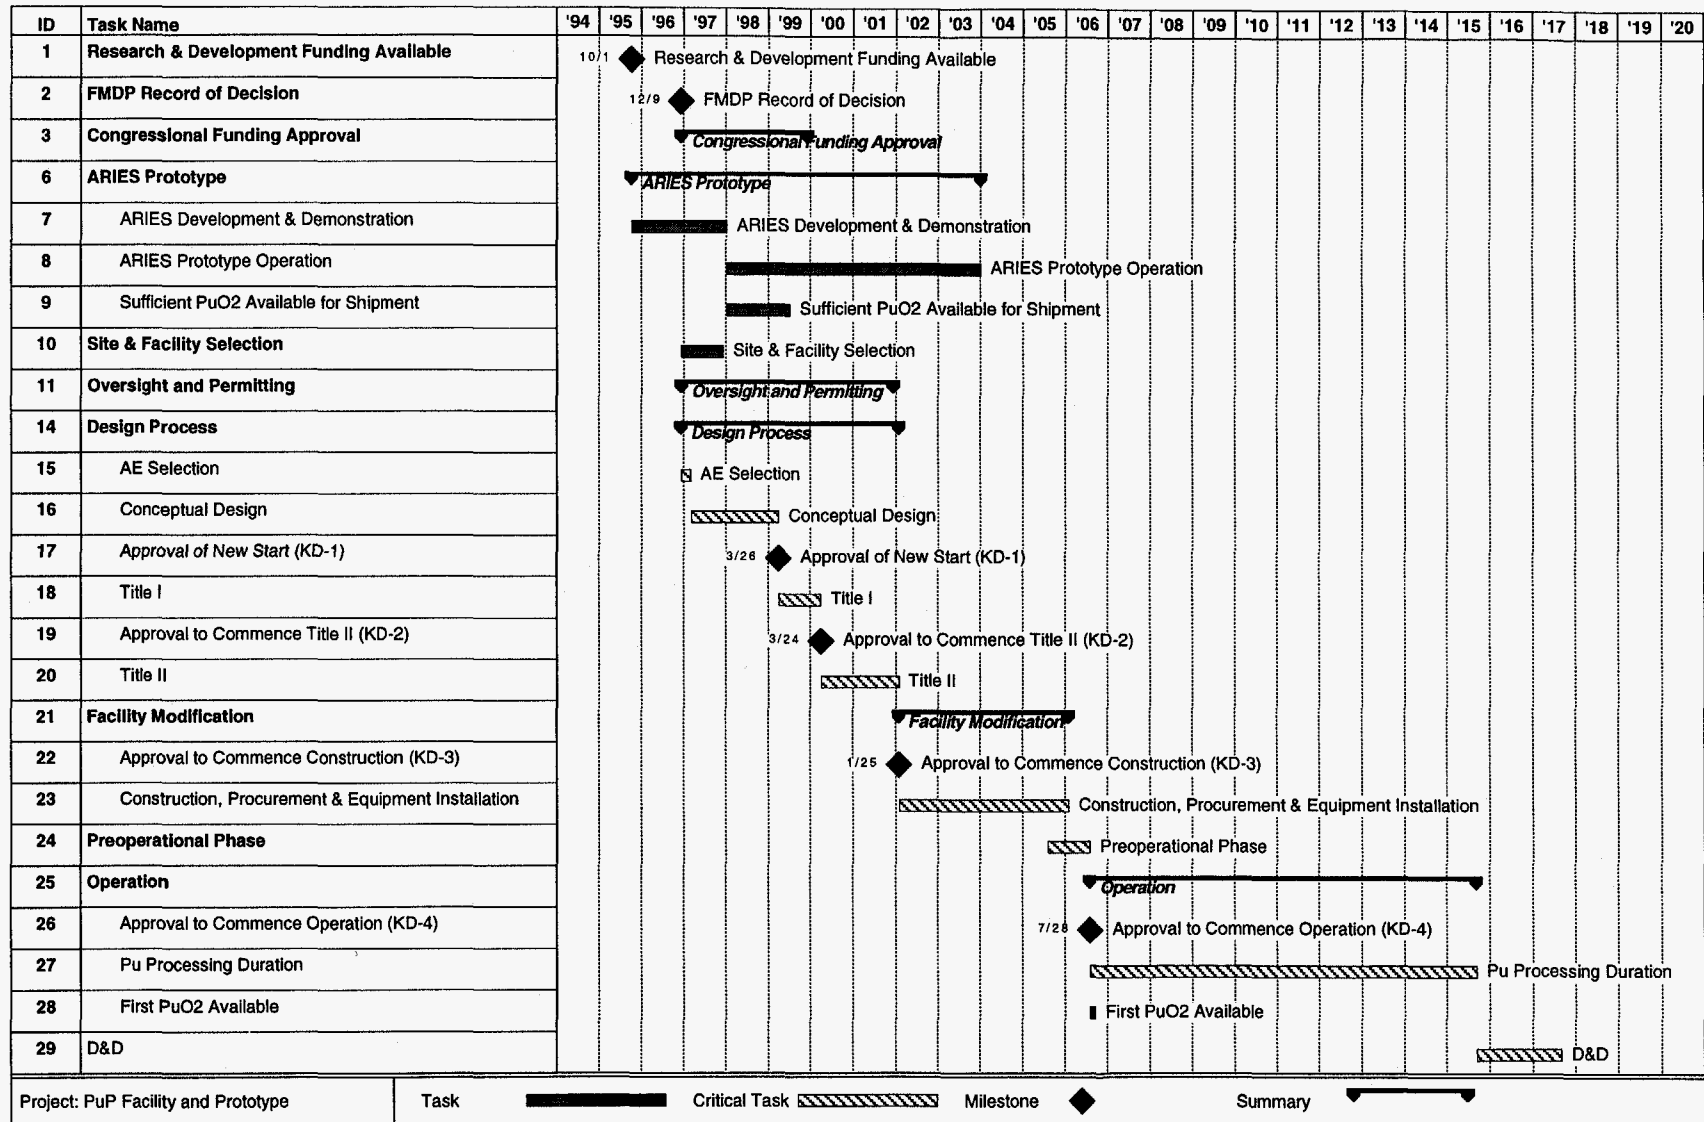 ID Task Name '94 '95 '96 '97 '98 '99 '00 '01 '02 '03 '04 '05 '06 '07 '08 '09 '10 '11 '12 '13 '14 '15 '16 '17 '18 '19 '20
1 Research & Development Funding Available 10/1 Research & Development Funding Available
2 FMDP Record of Decision 12/9 FMDP Record of Decision
3 Congressional Funding Approval Congressional Funding Approval
6 ARIES Prototype ARIES Prototype
7 ARIES Development & Demonstration ARIES Development & Demonstration
8 ARIES Prototype Operation ARIES Prototype Operation
9 Sufficient PuO2 Available for Shipment Sufficient PuO2 Available for Shipment
10 Site & Facility Selection Site & Facility Selection
11 Oversight and Permitting Oversight and Permitting
14 Design Process Design Process
15 AE Selection AE Selection
16 Conceptual Design Conceptual Design
17 Approval of New Start (KD-1) 3/26 Approval of New Start (KD-1)
18 Title I Title I
19 Approval to Commence Title II (KD-2) 3/24 Approval to Commence Title II (KD-2)
20 Title II Title II
21 Facility Modification Facility Modification
22 Approval to Commence Construction (KD-3) 1/25 Approval to Commence Construction (KD-3)
23 Construction, Procurement & Equipment Installation Construction, Procurement & Equipment Installation
24 Preoperational Phase Preoperational Phase
25 Operation Operation
26 Approval to Commence Operation (KD-4) 7/28 Approval to Commence Operation (KD-4)
27 Pu Processing Duration Pu Processing Duration
28 First PuO2 Available First PuO2 Available
29 D&D D&D
Project: PuP Facility and Prototype Task Critical Task Milestone Summary